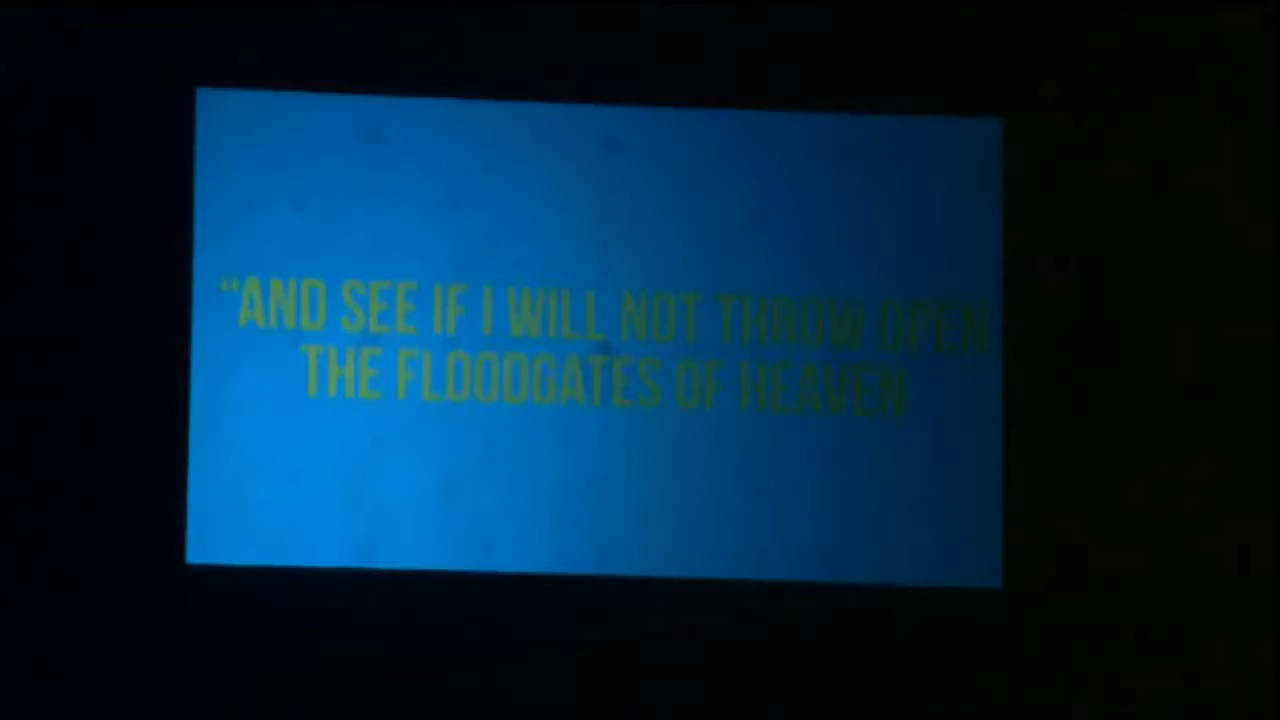 “AND SEE IF I WILL NOT THROW OPEN
THE FLOODGATES OF HEAVEN